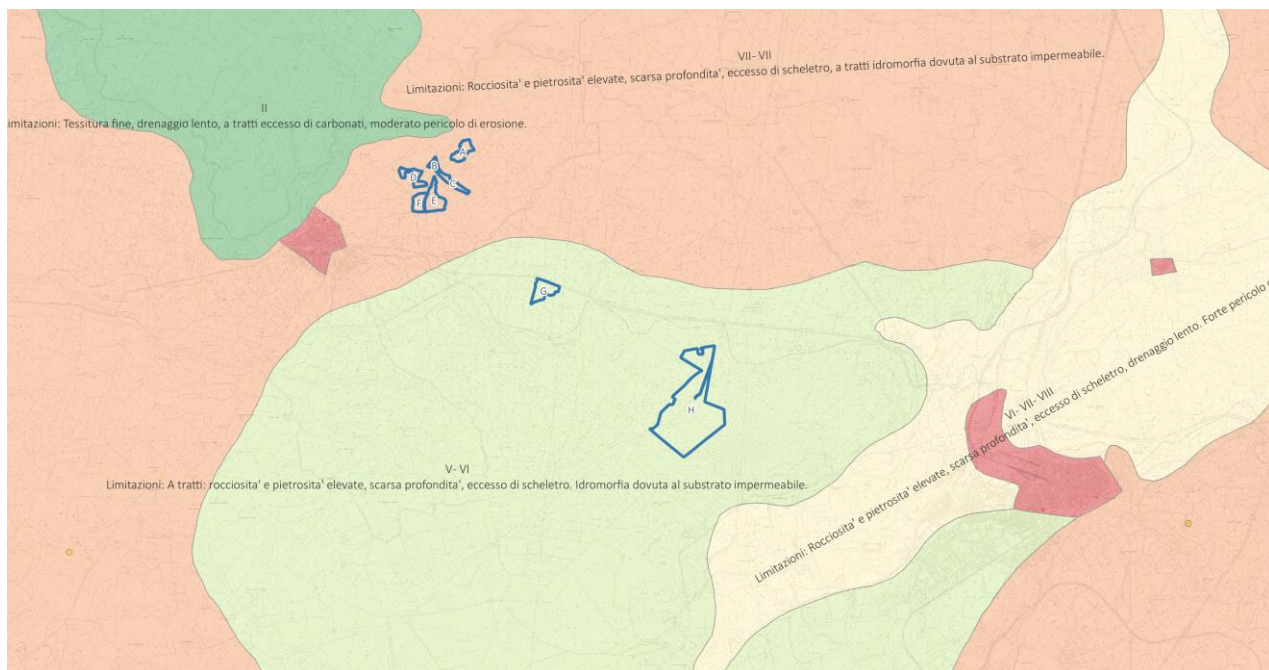 VII- VII
Limitazioni: Rocciosita' e pietrosita' elevate, scarsa profondita', eccesso di scheletro, a tratti idromorfia dovuta al substrato impermeabile.
II
imitazioni: Tessitura fine, drenaggio lento, a tratti eccesso di carbonati, moderato pericolo di erosione.
A
B
D
C
F
E
G
H
VI- VII- VIII
Limitazioni: Rocciosita' e pietrosita' elevate, scarsa profondita', eccesso di scheletro, drenaggio lento. Forte pericolo
V- VI
Limitazioni: A tratti: rocciosita' e pietrosita' elevate, scarsa profondita', eccesso di scheletro. Idromorfia dovuta al substrato impermeabile.